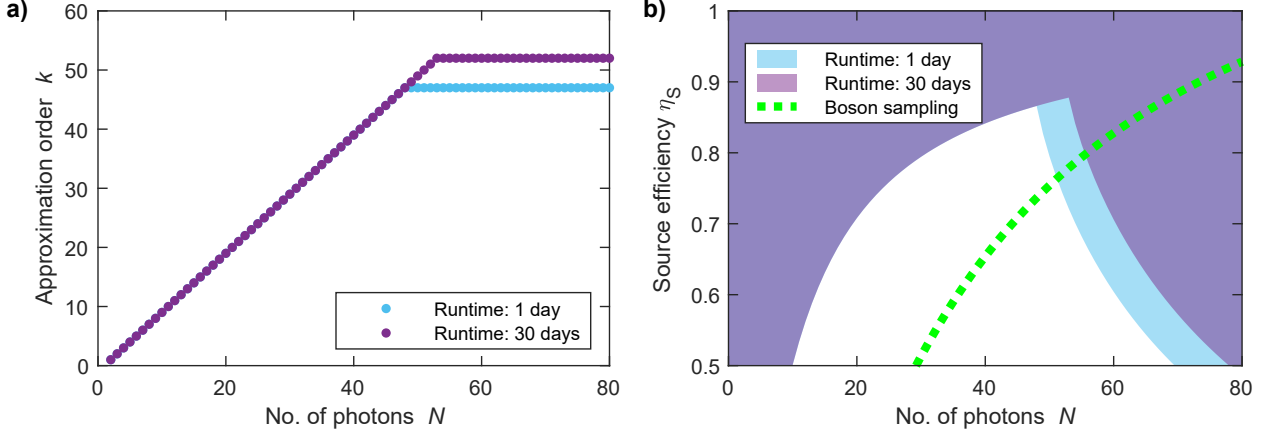 a)
60
50
40
30
20
10
0
Approximation order k
Runtime: 1 day
Runtime: 30 days
0 20 40 60 80
No. of photons N
b)
1
0.9
0.8
0.7
0.6
0.5
Source efficiency ηS
Runtime: 1 day
Runtime: 30 days
Boson sampling
0 20 40 60 80
No. of photons N